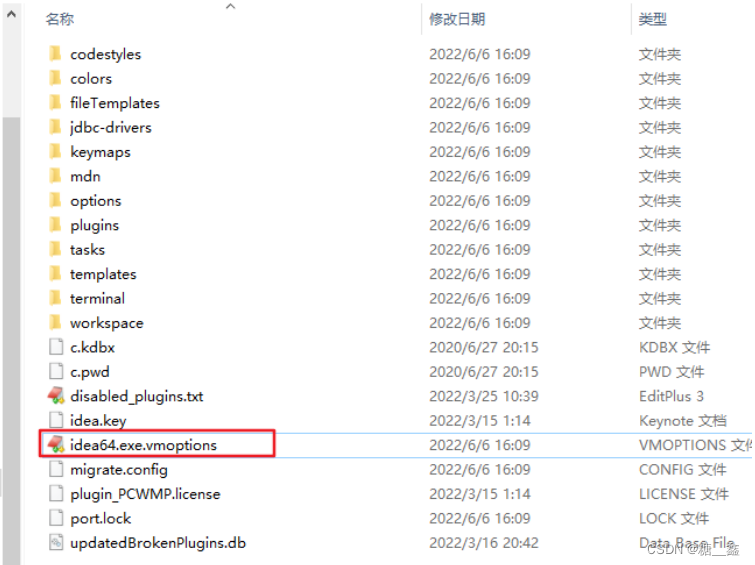 名称 修改日期 类型
codestyles 2022/6/6 16:09 文件夹
colors 2022/6/6 16:09 文件夹
fileTemplates 2022/6/6 16:09 文件夹
jdbc-drivers 2022/6/6 16:09 文件夹
keymaps 2022/6/6 16:09 文件夹
mdn 2022/6/6 16:09 文件夹
options 2022/6/6 16:09 文件夹
plugins 2022/6/6 16:09 文件夹
tasks 2022/6/6 16:09 文件夹
templates 2022/6/6 16:09 文件夹
terminal 2022/6/6 16:09 文件夹
workspace 2022/6/6 16:09 文件夹
c.kdbx 2020/6/27 20:15 KDBX 文件
c.pwd 2020/6/27 20:15 PWD 文件
disabled_plugins.txt 2022/3/25 10:39 EditPlus 3
idea.key 2022/3/15 1:14 Keynote 文档
idea64.exe.vmoptions 2022/6/6 16:09 VMOPTIONS 文件
migrate.config 2022/6/6 16:09 CONFIG 文件
plugin_PCWMP.license 2022/3/15 1:14 LICENSE 文件
port.lock 2022/6/6 16:09 LOCK 文件
updatedBrokenPlugins.db 2022/3/16 20:42 Data Base File
CSDN @糖__鑫